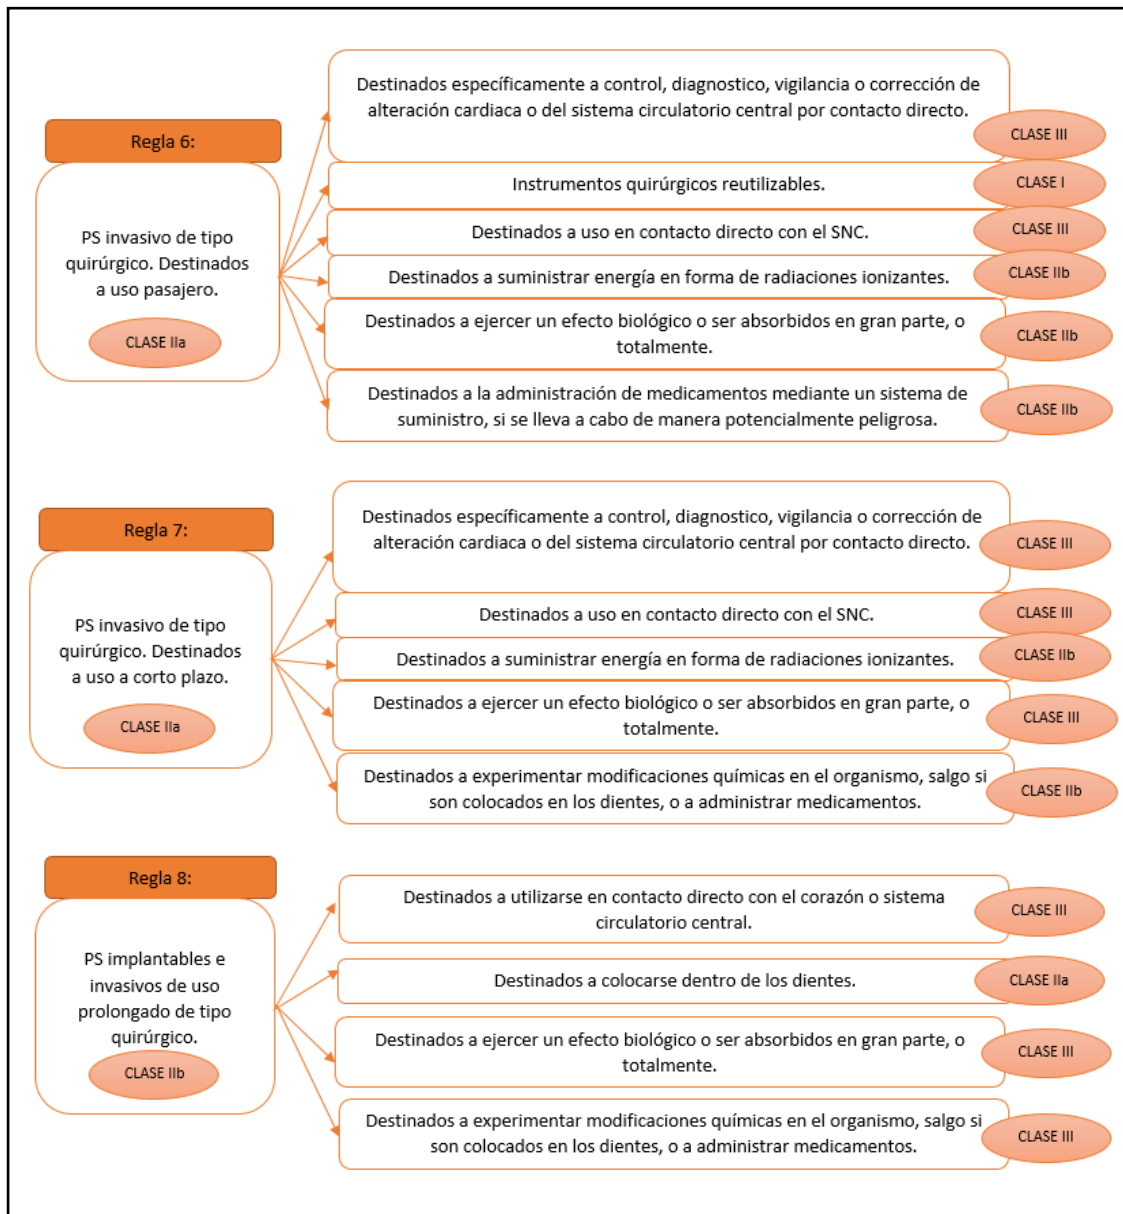 Regla 6:
PS invasivo de tipo
quirúrgico. Destinados
a uso pasajero.
CLASE IIa
Destinados específicamente a control, diagnostico, vigilancia o corrección de
alteración cardiaca o del sistema circulatorio central por contacto directo.
CLASE III
Instrumentos quirúrgicos reutilizables.
CLASE I
Destinados a uso en contacto directo con el SNC.
CLASE III
Destinados a suministrar energía en forma de radiaciones ionizantes.
CLASE IIb
Destinados a ejercer un efecto biológico o ser absorbidos en gran parte, o
totalmente.
CLASE IIb
Destinados a la administración de medicamentos mediante un sistema de
suministro, si se lleva a cabo de manera potencialmente peligrosa.
CLASE IIb
Regla 7:
PS invasivo de tipo
quirúrgico. Destinados
a uso a corto plazo.
CLASE IIa
Destinados específicamente a control, diagnostico, vigilancia o corrección de
alteración cardiaca o del sistema circulatorio central por contacto directo.
CLASE III
Destinados a uso en contacto directo con el SNC.
CLASE III
Destinados a suministrar energía en forma de radiaciones ionizantes.
CLASE IIb
Destinados a ejercer un efecto biológico o ser absorbidos en gran parte, o
totalmente.
CLASE III
Destinados a experimentar modificaciones químicas en el organismo, salgo si
son colocados en los dientes, o a administrar medicamentos.
CLASE IIb
Regla 8:
PS implantables e
invasivos de uso
prolongado de tipo
quirúrgico.
CLASE IIb
Destinados a utilizarse en contacto directo con el corazón o sistema
circulatorio central.
CLASE III
Destinados a colocarse dentro de los dientes.
CLASE IIa
Destinados a ejercer un efecto biológico o ser absorbidos en gran parte, o
totalmente.
CLASE III
Destinados a experimentar modificaciones químicas en el organismo, salgo si
son colocados en los dientes, o a administrar medicamentos.
CLASE III